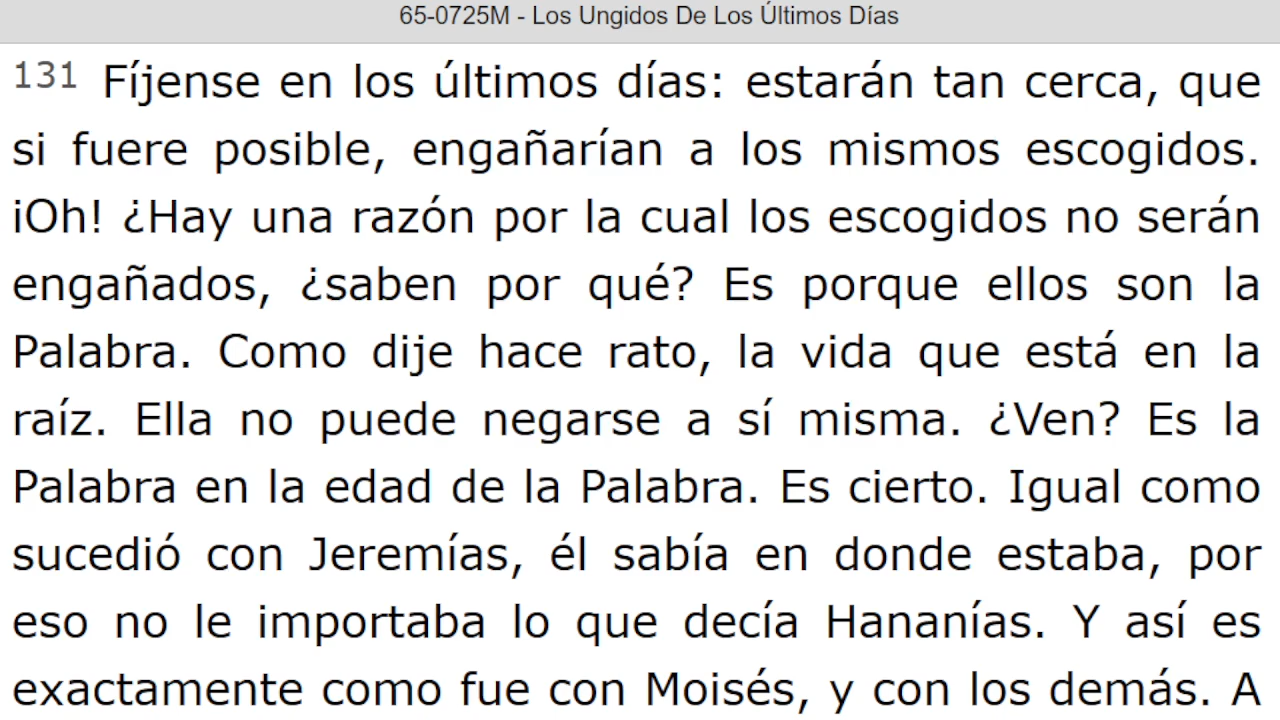 65-0725M - Los Ungidos De Los Últimos Días
131 Fíjense en los últimos días: estarán tan cerca, que
si fuere posible, engañarían a los mismos escogidos.
¡Oh! ¿Hay una razón por la cual los escogidos no serán
engañados, ¿saben por qué? Es porque ellos son la
Palabra. Como dije hace rato, la vida que está en la
raíz. Ella no puede negarse a sí misma. ¿Ven? Es la
Palabra en la edad de la Palabra. Es cierto. Igual como
sucedió con Jeremías, él sabía en donde estaba, por
eso no le importaba lo que decía Hananías. Y así es
exactamente como fue con Moisés, y con los demás. A